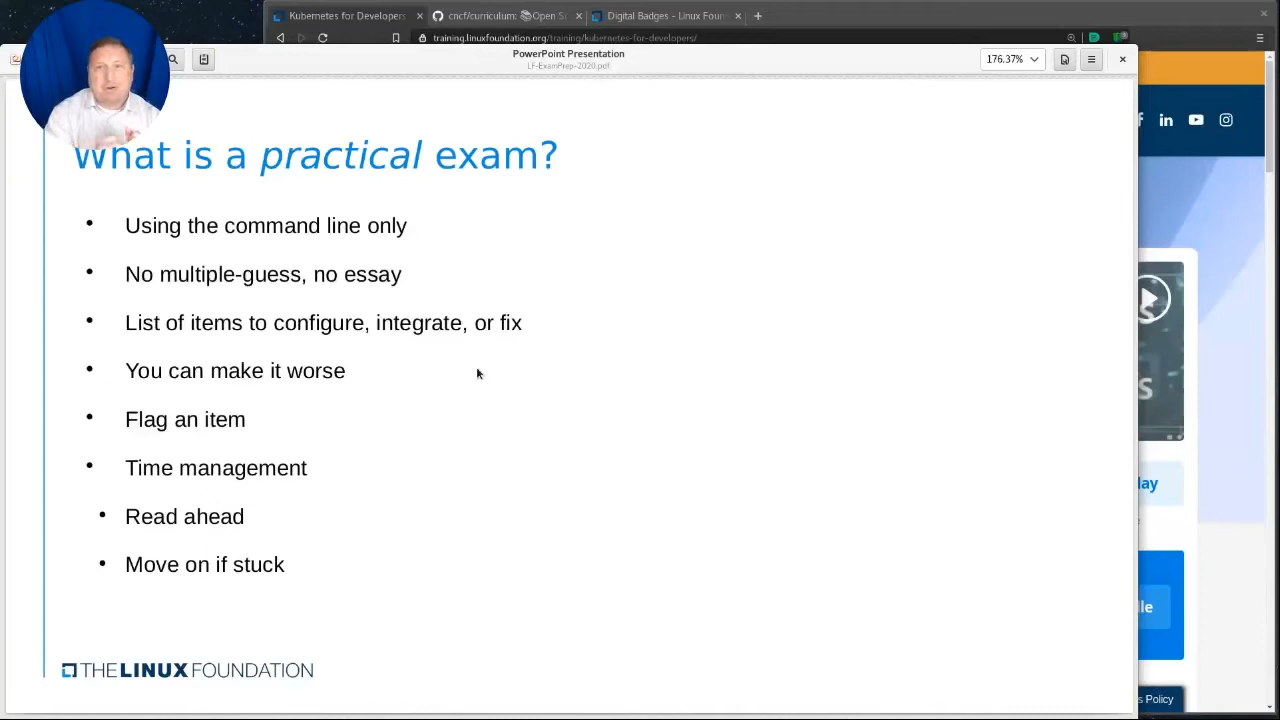 Kubernetes for Developers
cncf/curriculum: 📚Open S
Digital Badges - Linux Foun
training.linuxfoundation.org/training/kubernetes-for-developers/
PowerPoint Presentation
LF-ExamPrep-2020.pdf
176.37%
What is a practical exam?
• Using the command line only
• No multiple-guess, no essay
• List of items to configure, integrate, or fix
• You can make it worse
• Flag an item
• Time management
• Read ahead
• Move on if stuck
THE LINUX FOUNDATION
s Policy